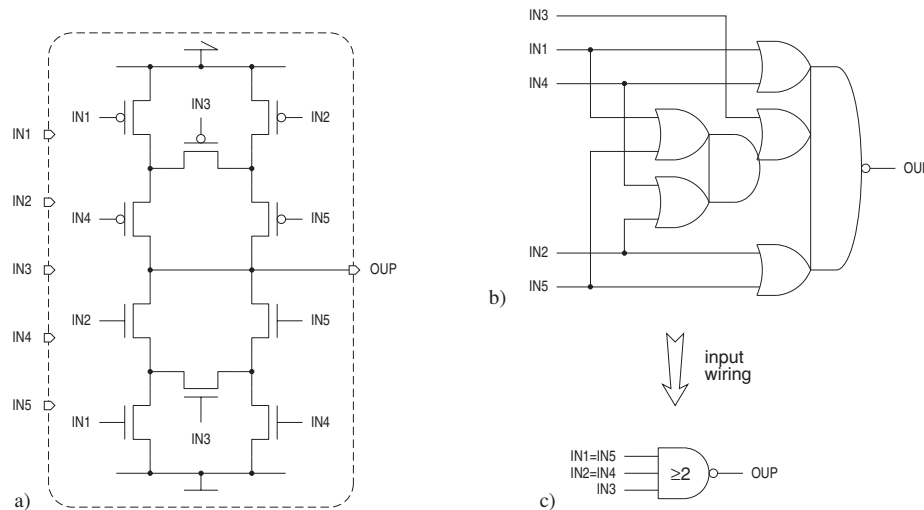 IN3
IN1 IN2
IN1
IN2
IN4 IN5
IN3 OUP
IN2 IN5
IN4
IN5
IN1 IN4
IN3
a)
IN3
IN1
IN4
OUP
IN2
IN5
b)
input
wiring
IN1=IN5
IN2=IN4 ≥2 OUP
IN3
c)